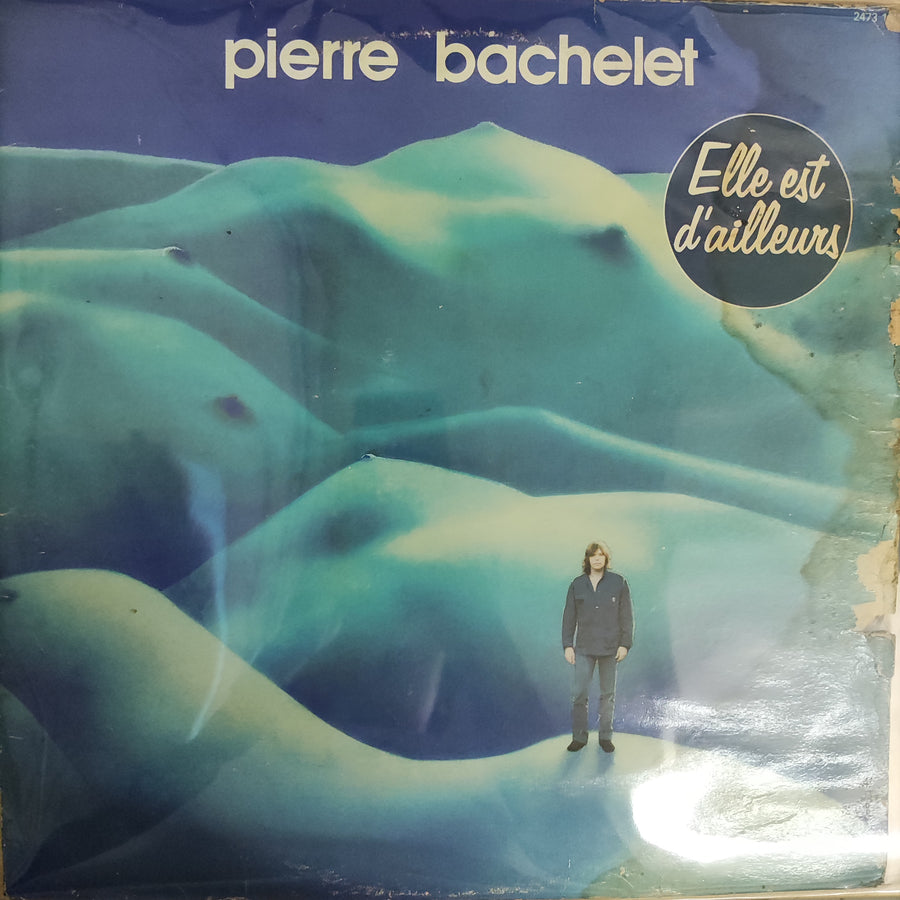 2473
pierre bachelet
Elle est
d'ailleurs